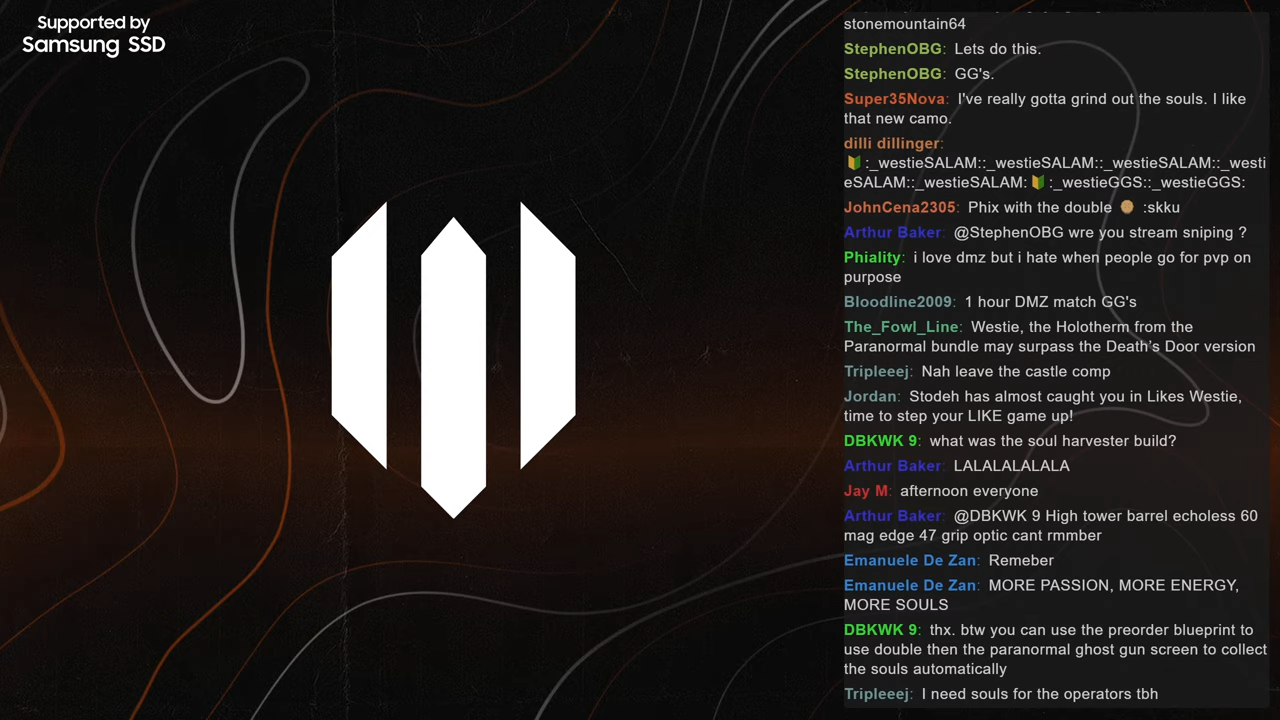 Supported by
Samsung SSD
stonemountain64
StephenOBG: Lets do this.
StephenOBG: GG's.
Super35Nova: I've really gotta grind out the souls. I like
that new camo.
dilli dillinger:
:_westieSALAM::_westieSALAM::_westieSALAM::_westi
eSALAM::_westieSALAM: :_westieGGS::_westieGGS:
JohnCena2305: Phix with the double :skku
Arthur Baker: @StephenOBG wre you stream sniping ?
Phiality: i love dmz but i hate when people go for pvp on
purpose
Bloodline2009: 1 hour DMZ match GG's
The_Fowl_Line: Westie, the Holotherm from the
Paranormal bundle may surpass the Death's Door version
Tripleeej: Nah leave the castle comp
Jordan: Stodeh has almost caught you in Likes Westie,
time to step your LIKE game up!
DBKWK 9: what was the soul harvester build?
Arthur Baker: LALALALALALA
Jay M: afternoon everyone
Arthur Baker: @DBKWK 9 High tower barrel echoless 60
mag edge 47 grip optic cant rmmber
Emanuele De Zan: Remeber
Emanuele De Zan: MORE PASSION, MORE ENERGY,
MORE SOULS
DBKWK 9: thx. btw you can use the preorder blueprint to
use double then the paranormal ghost gun screen to collect
the souls automatically
Tripleeej: I need souls for the operators tbh